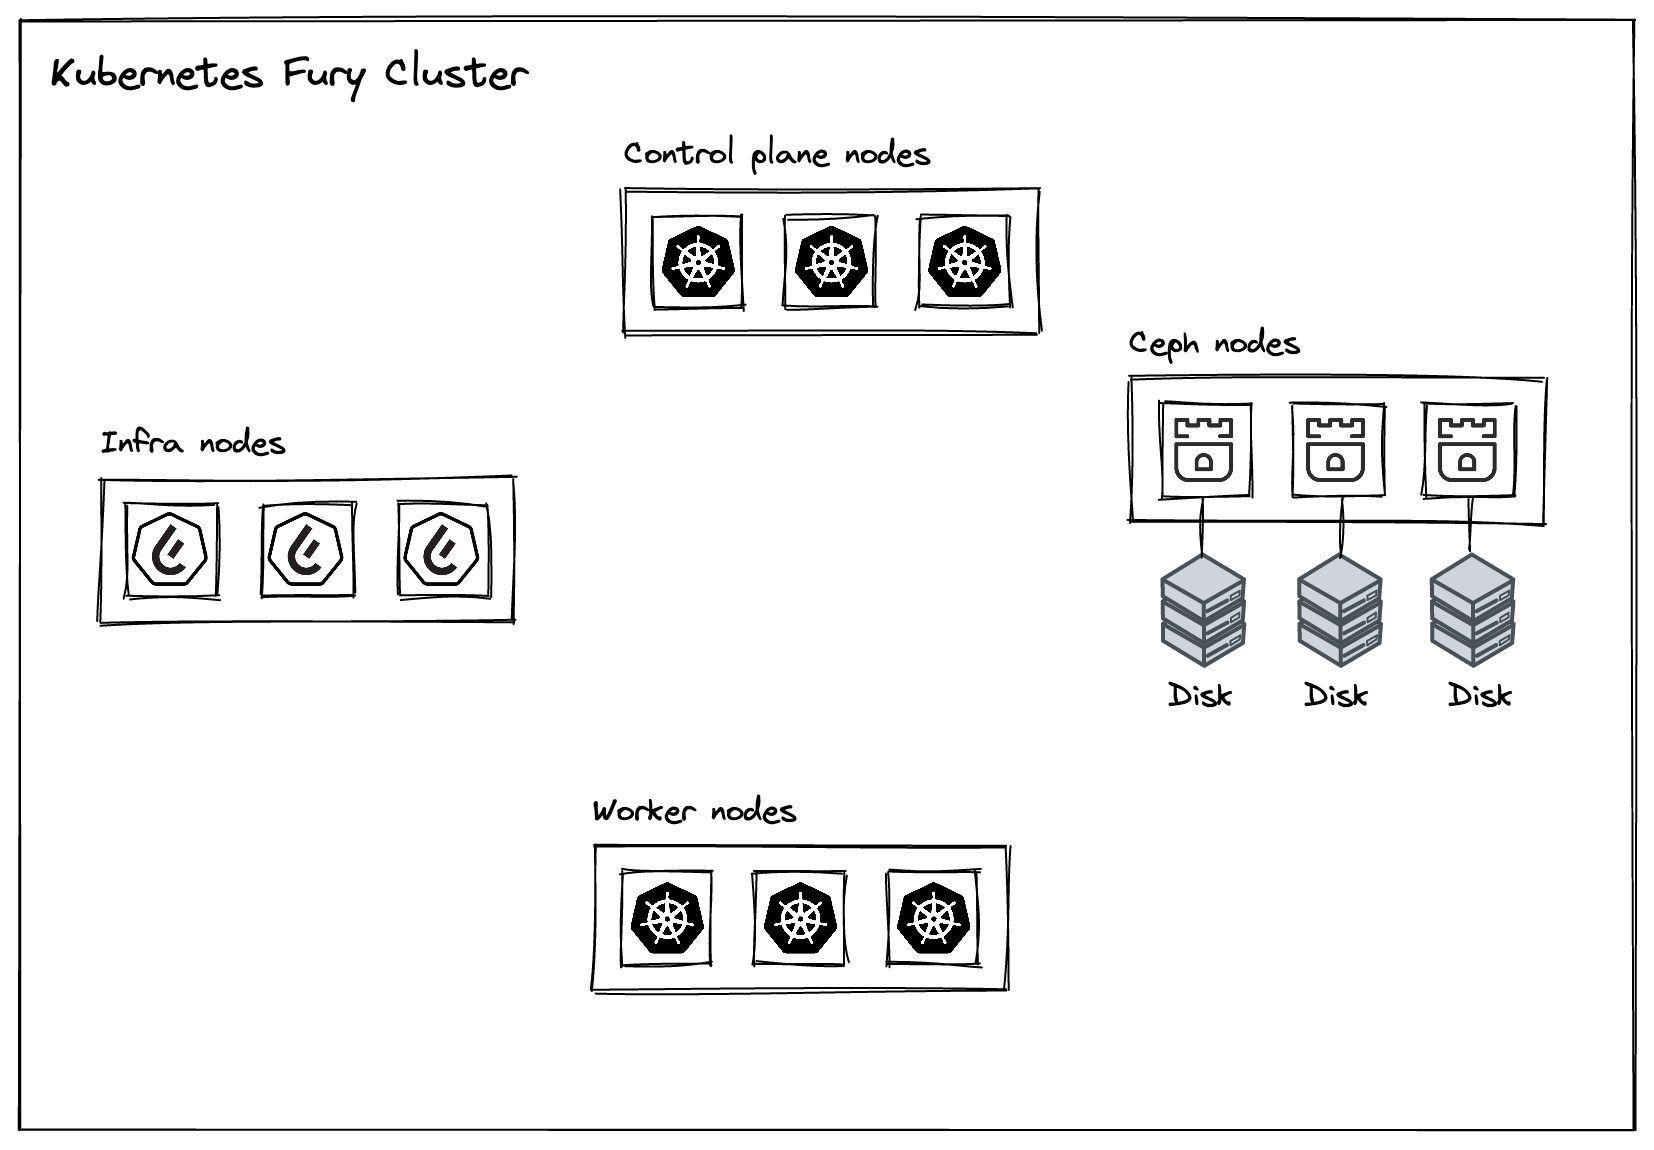 Kubernetes Fury Cluster
Control plane nodes
Ceph nodes
Infra nodes
Disk
Disk
Disk
Worker nodes